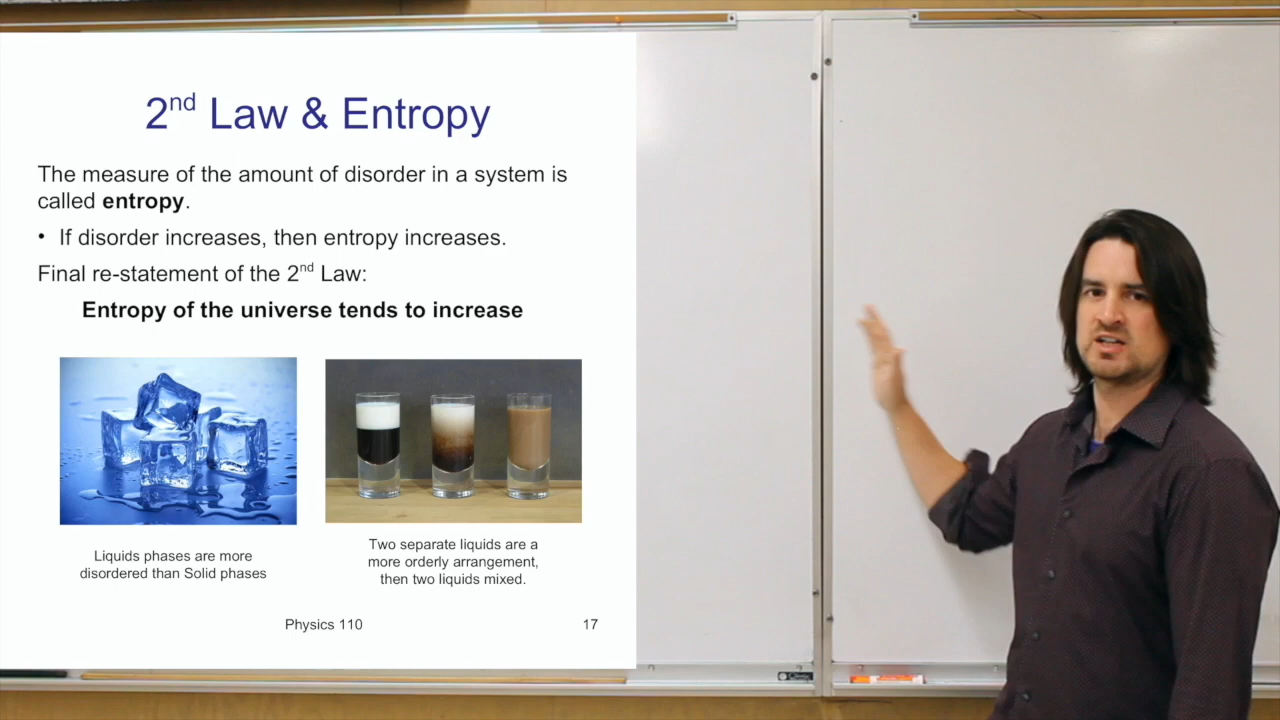 2nd Law & Entropy
The measure of the amount of disorder in a system is
called entropy.
• If disorder increases, then entropy increases.
Final re-statement of the 2nd Law:
Entropy of the universe tends to increase
Liquids phases are more
disordered than Solid phases
Two separate liquids are a
more orderly arrangement,
then two liquids mixed.
Physics 110
17